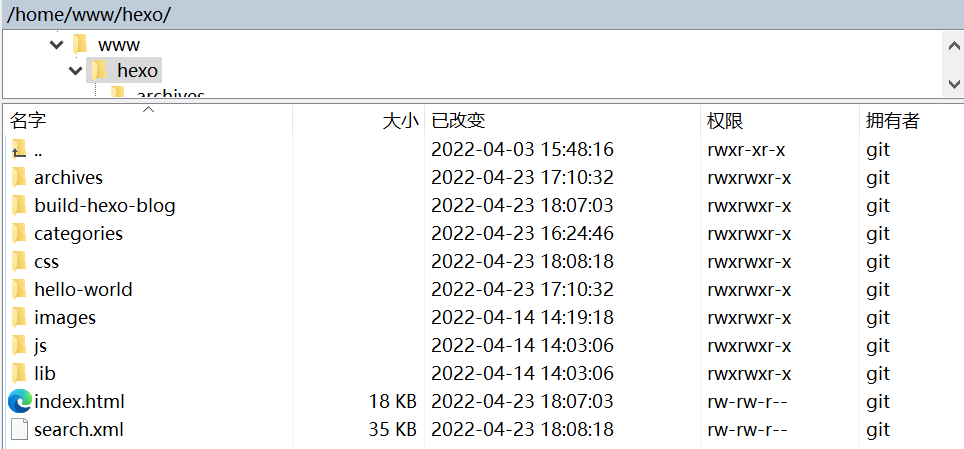 /home/www/hexo/
www
hexo
archives
名字 大小 已改变 权限 拥有者
.. 2022-04-03 15:48:16 rwxr-xr-x git
archives 2022-04-23 17:10:32 rwxrwxr-x git
build-hexo-blog 2022-04-23 18:07:03 rwxrwxr-x git
categories 2022-04-23 16:24:46 rwxrwxr-x git
css 2022-04-23 18:08:18 rwxrwxr-x git
hello-world 2022-04-23 17:10:32 rwxrwxr-x git
images 2022-04-14 14:19:18 rwxrwxr-x git
js 2022-04-14 14:03:06 rwxrwxr-x git
lib 2022-04-14 14:03:06 rwxrwxr-x git
index.html 18 KB 2022-04-23 18:07:03 rw-rw-r-- git
search.xml 35 KB 2022-04-23 18:08:18 rw-rw-r-- git